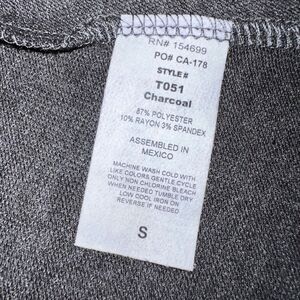 RN# 154699
PO# CA-178
STYLE#
T051
Charcoal
87% POLYESTER
10% RAYON 3% SPANDEX
ASSEMBLED IN
MEXICO
MACHINE WASH COLD WITH
LIKE COLORS GENTLE CYCLE
ONLY NON CHLORINE BLEACH
WHEN NEEDED TUMBLE DRY
LOW COOL IRON ON
REVERSE IF NEEDED
S